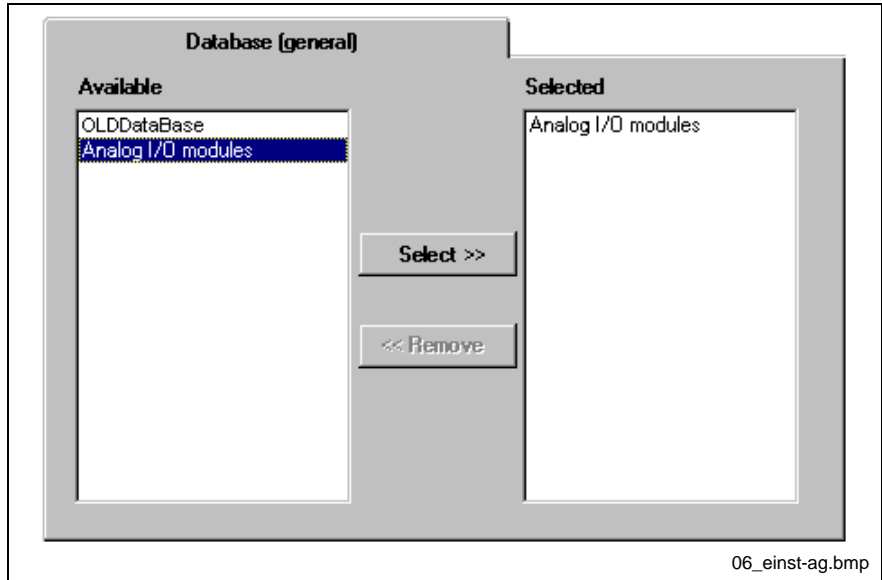 Database (general)
Available
Selected
OLDDataBase
Analog I/O modules
Analog I/O modules
Select >>
<< Remove
06_einst-ag.bmp